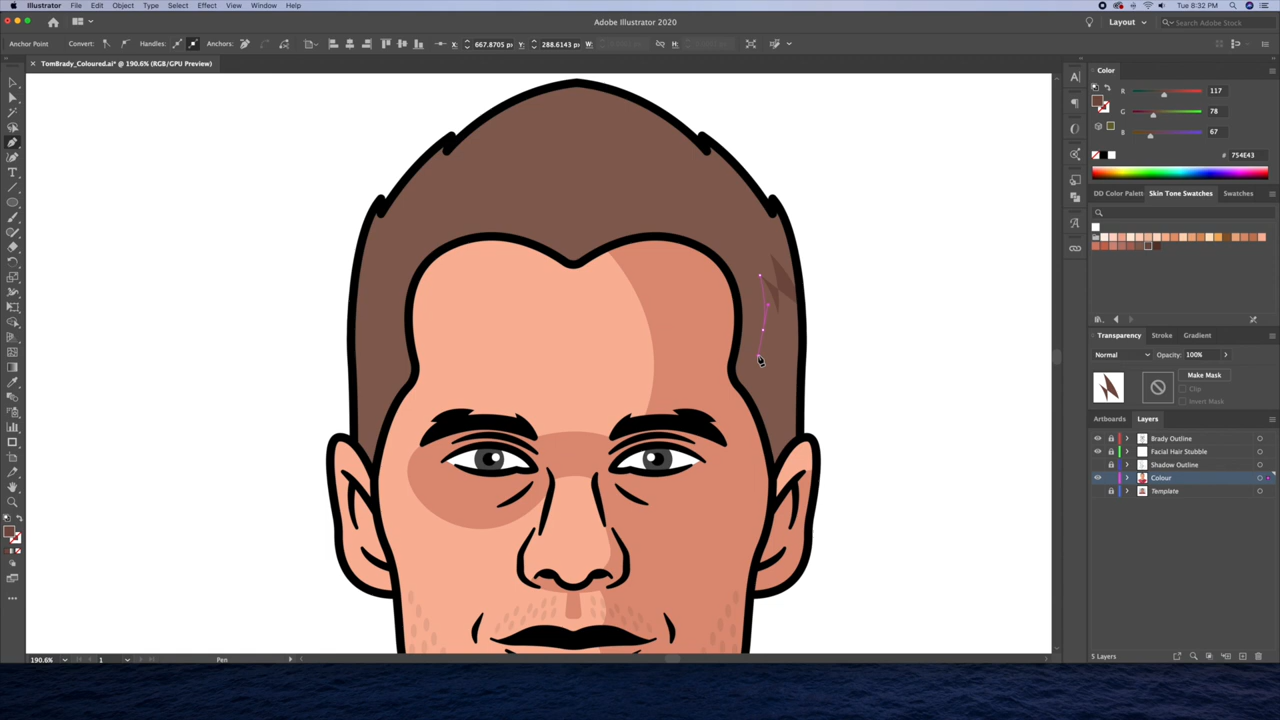 Illustrator File Edit Object Type Select Effect View Window Help Tue 8:32 PM
Adobe Illustrator 2020 Layout Search Adobe Stock
Anchor Point Convert: Handles: Anchors: X: 667.8705 px Y: 288.6143 px W: H:
TomBrady_Coloured.ai* @ 190.6% (RGB/GPU Preview)
Color
R 117
G 78
B 67
# 754E43
DD Color Palett Skin Tone Swatches Swatches
Transparency Stroke Gradient
Normal Opacity: 100%
Make Mask
Clip
Invert Mask
Artboards Layers
Brady Outline
Facial Hair Stubble
Shadow Outline
Colour
Template
5 Layers
190.6% 1 Pen